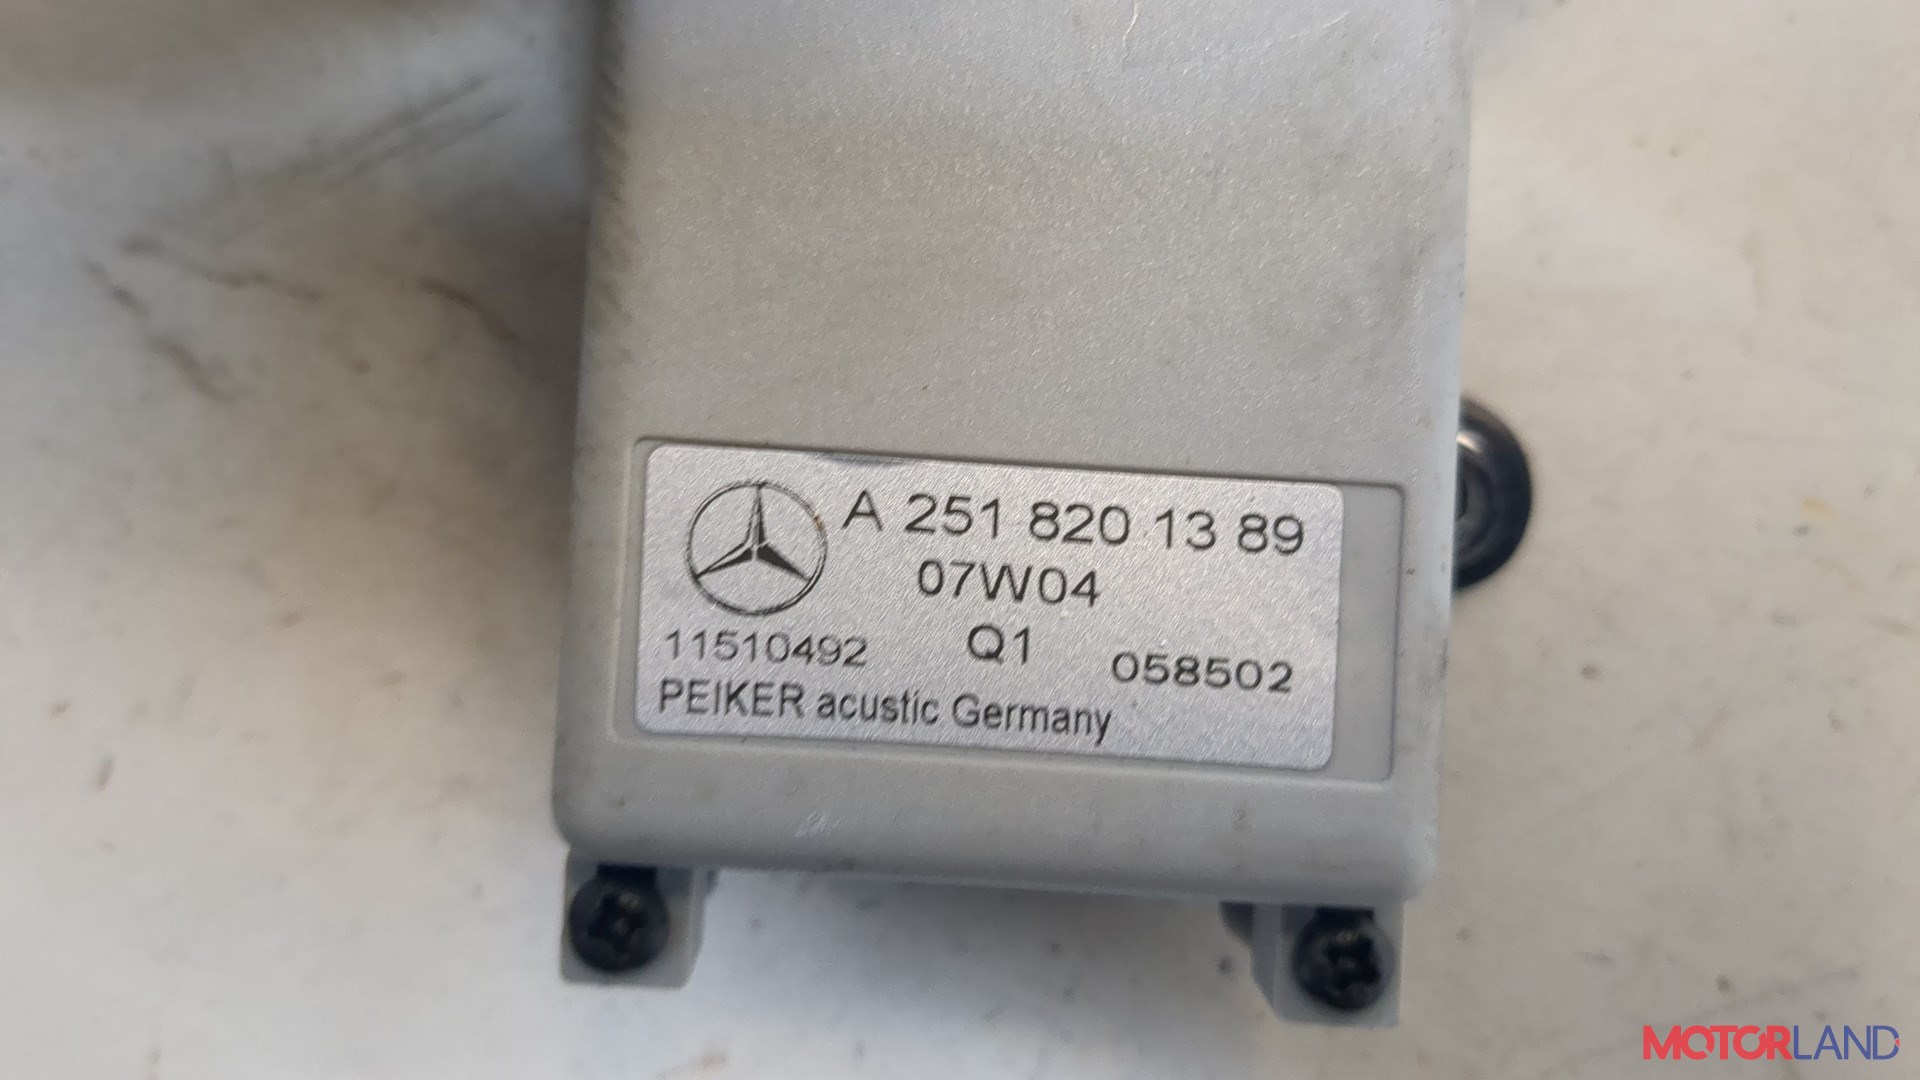 A 251 820 13 89
07W04
11510492 Q1 058502
PEIKER acustic Germany
MOTORLAND